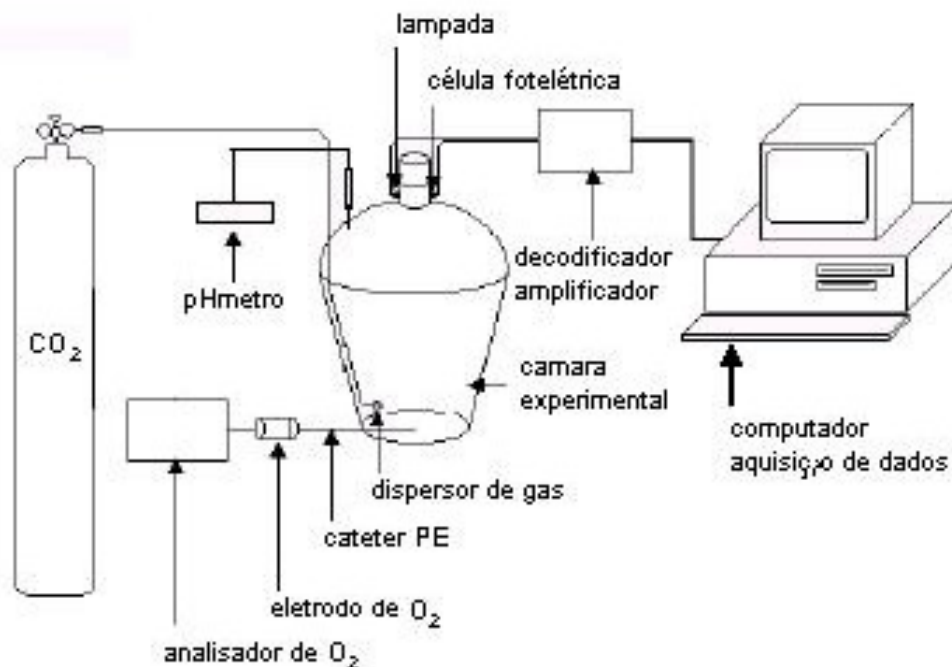 lampada
célula fotelétrica
decodificador
amplificador
pHmetro
CO₂
camara
experimental
computador
aquisição de dados
dispersor de gas
cateter PE
eletrodo de O₂
analisador de O₂